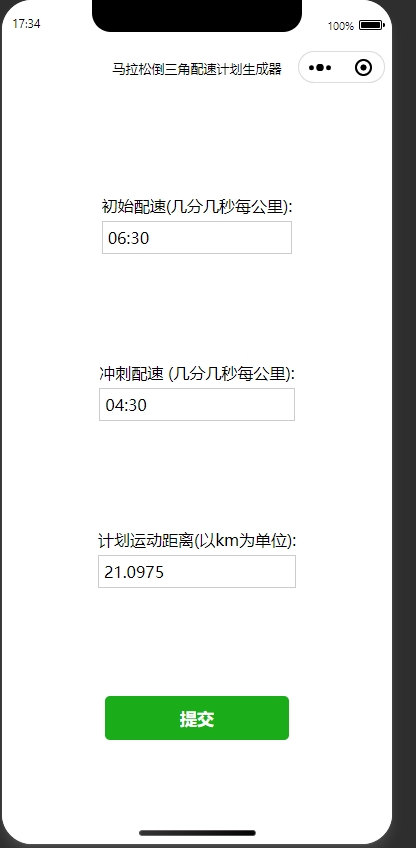 17:34
100%
马拉松倒三角配速计划生成器
初始配速(几分几秒每公里):
06:30
冲刺配速 (几分几秒每公里):
04:30
计划运动距离(以km为单位):
21.0975
提交